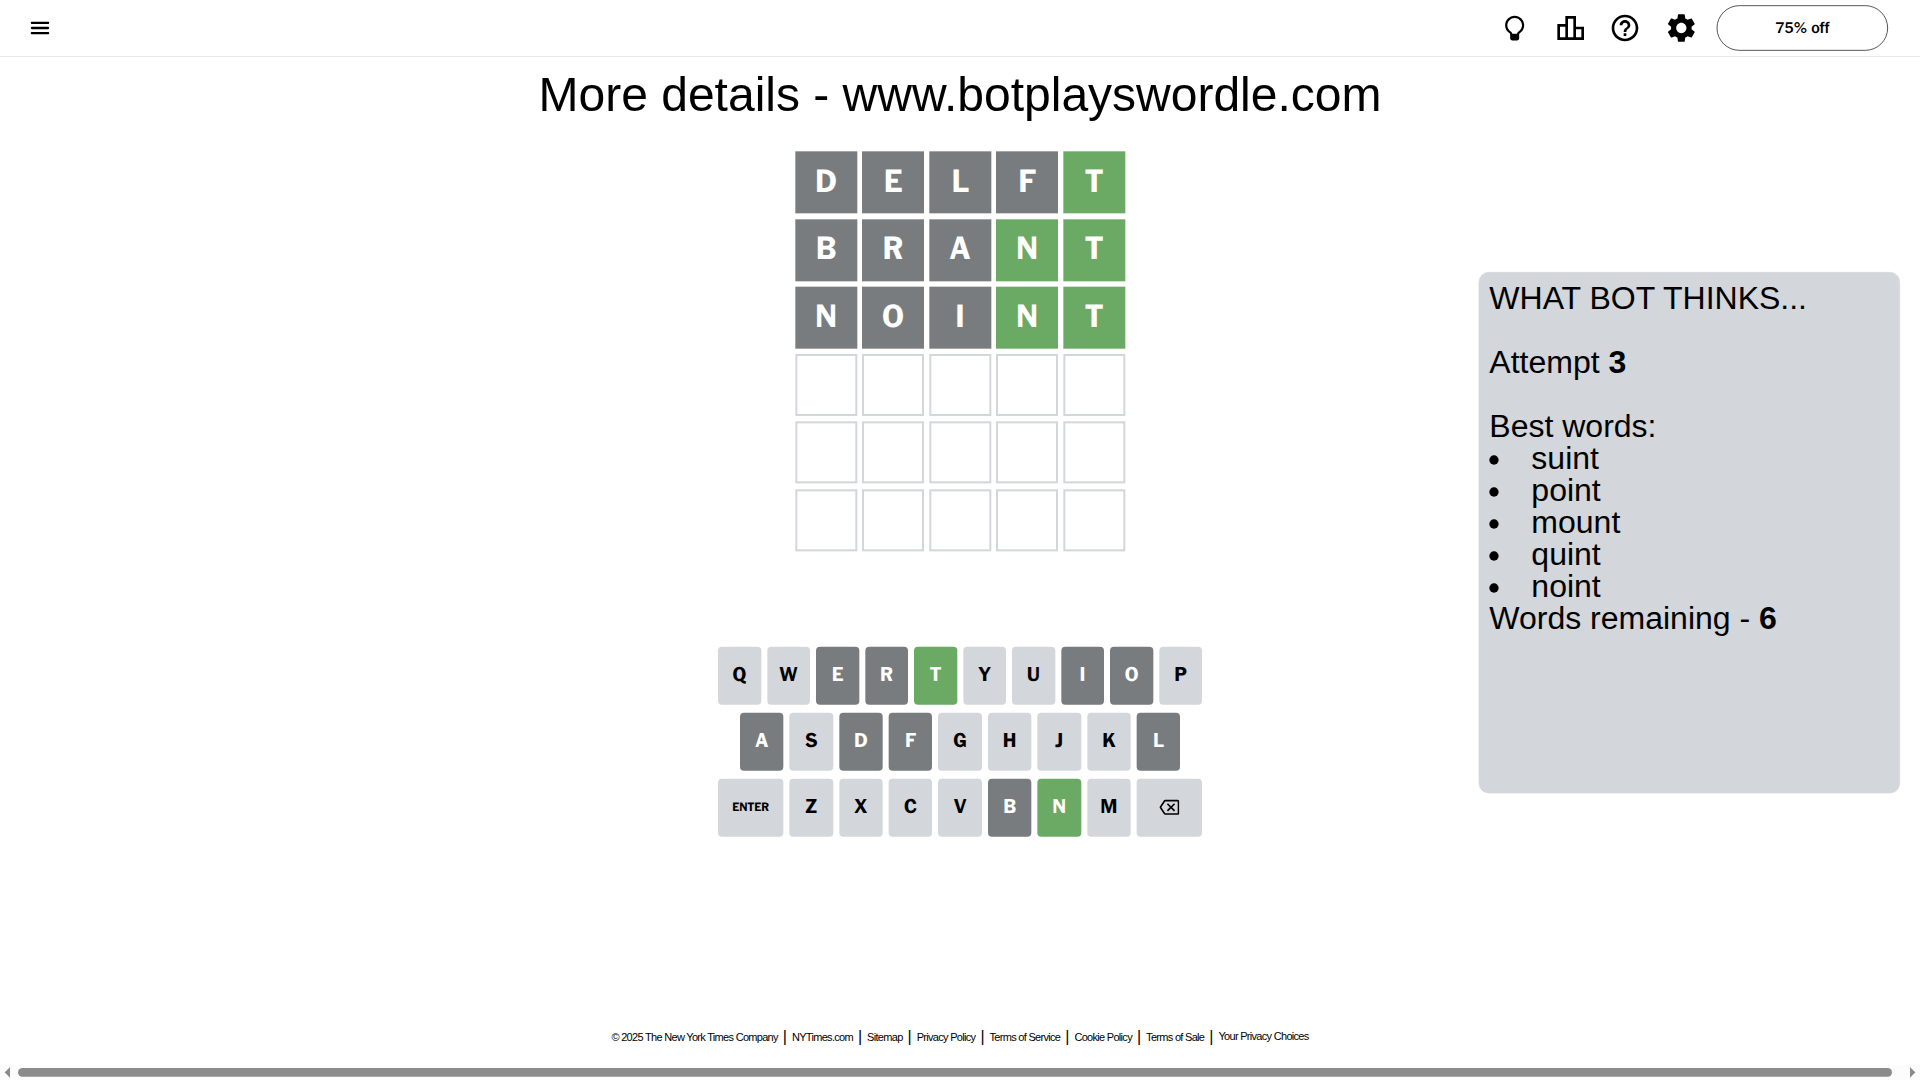 75% off
More details - www.botplayswordle.com
D E L F T
B R A N T
N O I N T
WHAT BOT THINKS...
Attempt 3
Best words:
• suint
• point
• mount
• quint
• noint
Words remaining - 6
Q W E R T Y U I O P
A S D F G H J K L
ENTER Z X C V B N M
© 2025 The New York Times Company | NYTimes.com | Sitemap | Privacy Policy | Terms of Service | Cookie Policy | Terms of Sale | Your Privacy Choices